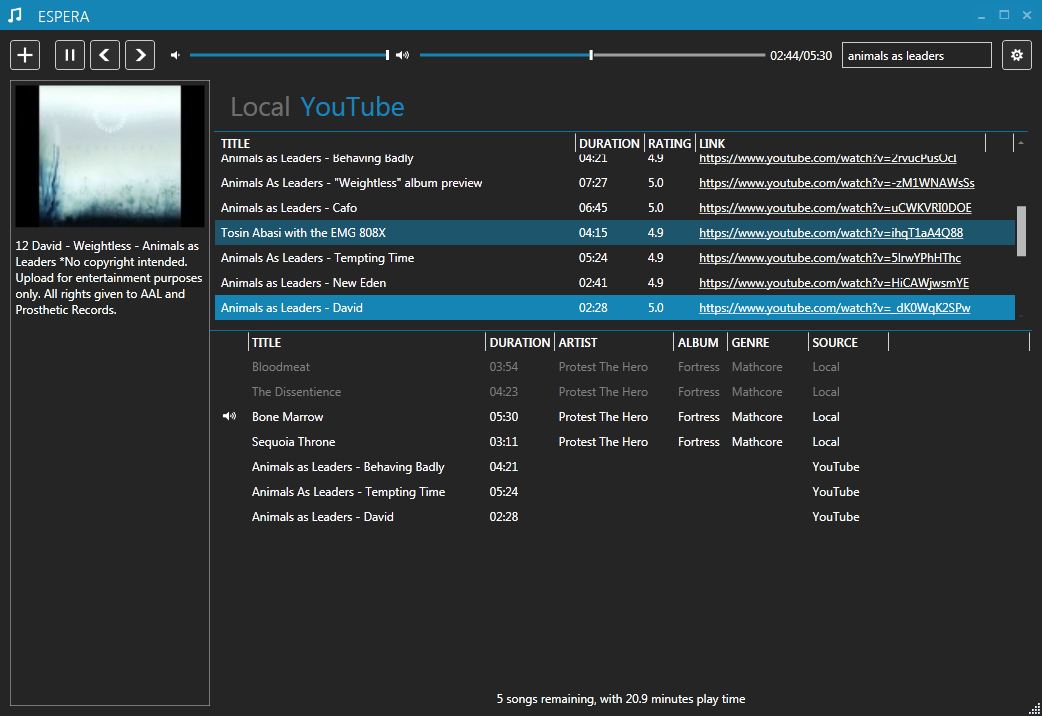 ESPERA
02:44/05:30 animals as leaders
Local YouTube
12 David - Weightless - Animals as
Leaders *No copyright intended.
Upload for entertainment purposes
only. All rights given to AAL and
Prosthetic Records.
TITLE DURATION RATING LINK
Animals as Leaders - Behaving Badly 04:21 4.9 https://www.youtube.com/watch?v=2rvucPusOcI
Animals As Leaders - "Weightless" album preview 07:27 5.0 https://www.youtube.com/watch?v=-zM1WNAWsSs
Animals as Leaders - Cafo 06:45 5.0 https://www.youtube.com/watch?v=uCWKVRI0DOE
Tosin Abasi with the EMG 808X 04:15 4.9 https://www.youtube.com/watch?v=ihqT1aA4Q88
Animals as Leaders - Tempting Time 05:24 4.9 https://www.youtube.com/watch?v=5lrwYPhHThc
Animals as Leaders - New Eden 02:41 4.9 https://www.youtube.com/watch?v=HiCAWjwsmYE
Animals as Leaders - David 02:28 5.0 https://www.youtube.com/watch?v=_dK0WqK2SPw
TITLE DURATION ARTIST ALBUM GENRE SOURCE
Bloodmeat 03:54 Protest The Hero Fortress Mathcore Local
The Dissentience 04:23 Protest The Hero Fortress Mathcore Local
Bone Marrow 05:30 Protest The Hero Fortress Mathcore Local
Sequoia Throne 03:11 Protest The Hero Fortress Mathcore Local
Animals as Leaders - Behaving Badly 04:21 YouTube
Animals As Leaders - Tempting Time 05:24 YouTube
Animals as Leaders - David 02:28 YouTube
5 songs remaining, with 20.9 minutes play time